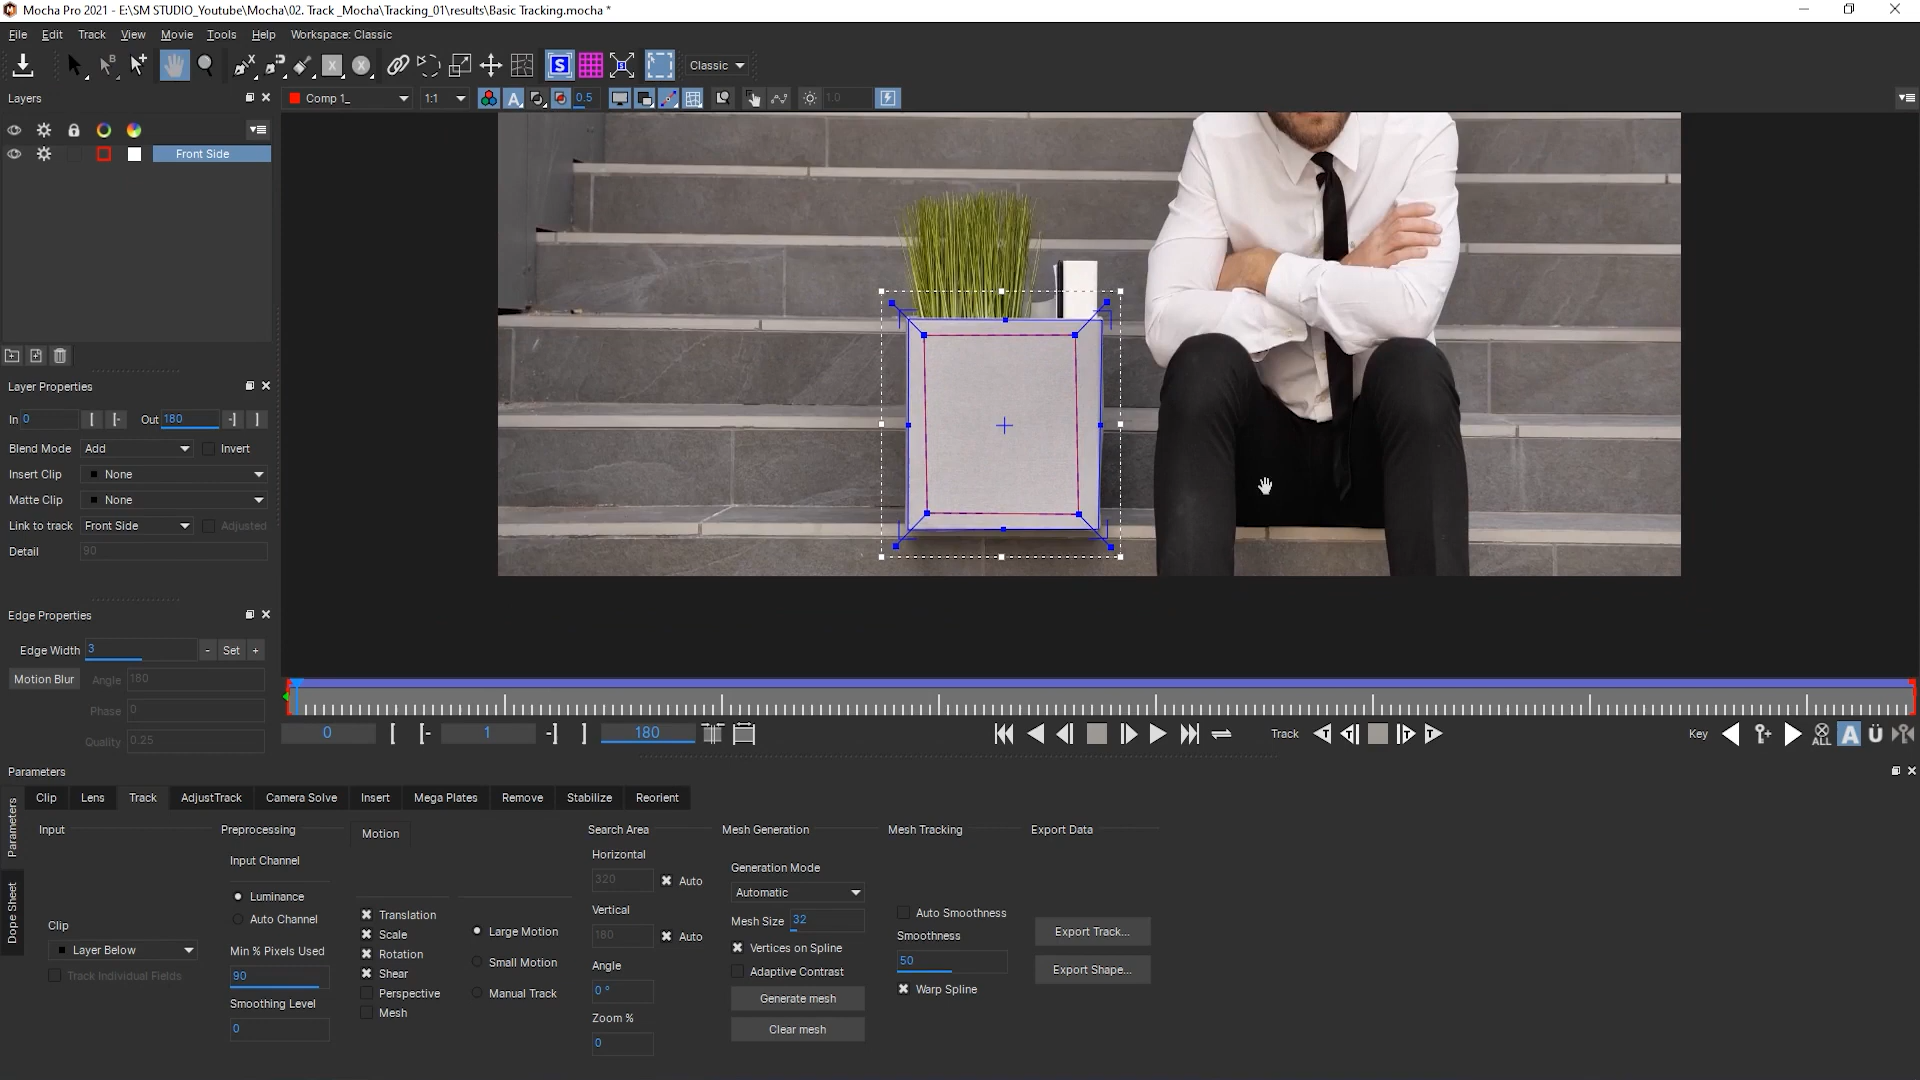 Mocha Pro 2021 - E:\SM STUDIO_Youtube\Mocha\02. Track _Mocha\Tracking_01\results\Basic Tracking.mocha *
File Edit Track View Movie Tools Help Workspace: Classic
Classic
Layers
Comp 1_ 1:1 A 0.5 1.0
Front Side
Layer Properties
In 0 Out 180
Blend Mode Add Invert
Insert Clip None
Matte Clip None
Link to track Front Side Adjusted
Detail 90
Edge Properties
Edge Width 3 - Set +
Motion Blur Angle 180
Phase 0
Quality 0.25
0 1 180 Track Key ALL A Ü
Parameters
Clip Lens Track AdjustTrack Camera Solve Insert Mega Plates Remove Stabilize Reorient
Parameters
Dope Sheet
Input
Clip
Layer Below
Track Individual Fields
Preprocessing
Input Channel
Luminance
Auto Channel
Min % Pixels Used
90
Smoothing Level
0
Motion
Translation
Scale
Rotation
Shear
Perspective
Mesh
Large Motion
Small Motion
Manual Track
Search Area
Horizontal
320 Auto
Vertical
180 Auto
Angle
0 °
Zoom %
0
Mesh Generation
Generation Mode
Automatic
Mesh Size 32
Vertices on Spline
Adaptive Contrast
Generate mesh
Clear mesh
Mesh Tracking
Auto Smoothness
Smoothness
50
Warp Spline
Export Data
Export Track...
Export Shape...